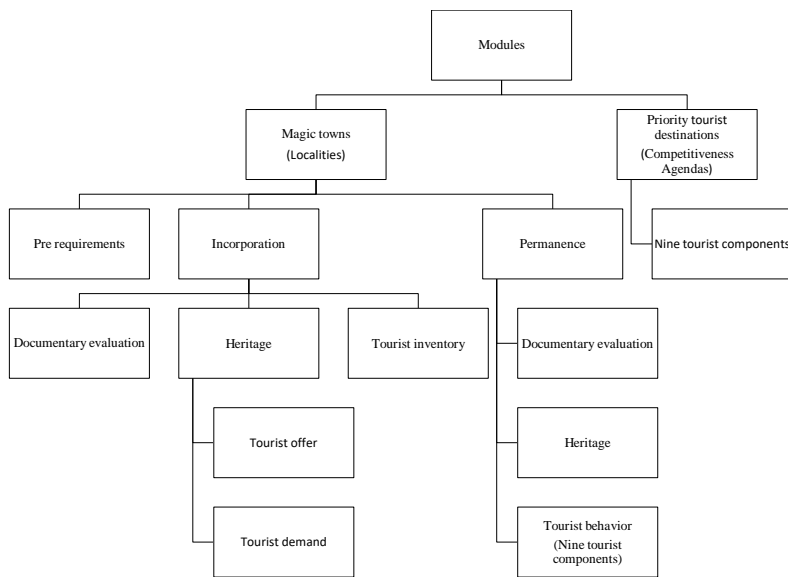 Modules
Magic towns
(Localities)
Priority tourist
destinations
(Competitiveness
Agendas)
Pre requirements
Incorporation
Permanence
Nine tourist components
Documentary evaluation
Heritage
Tourist inventory
Documentary evaluation
Tourist offer
Heritage
Tourist demand
Tourist behavior
(Nine tourist
components)